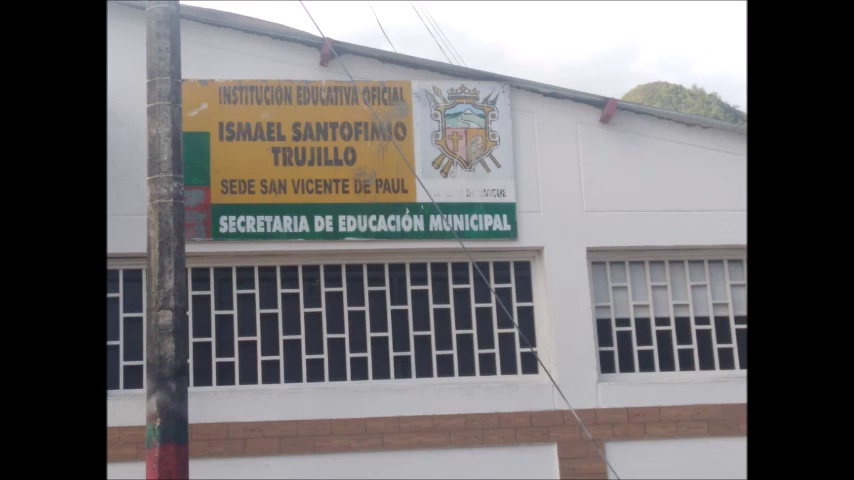 INSTITUCIÓN EDUCATIVA OFICIAL
ISMAEL SANTOFIMIO
TRUJILLO
SEDE SAN VICENTE DE PAUL
SECRETARIA DE EDUCACIÓN MUNICIPAL